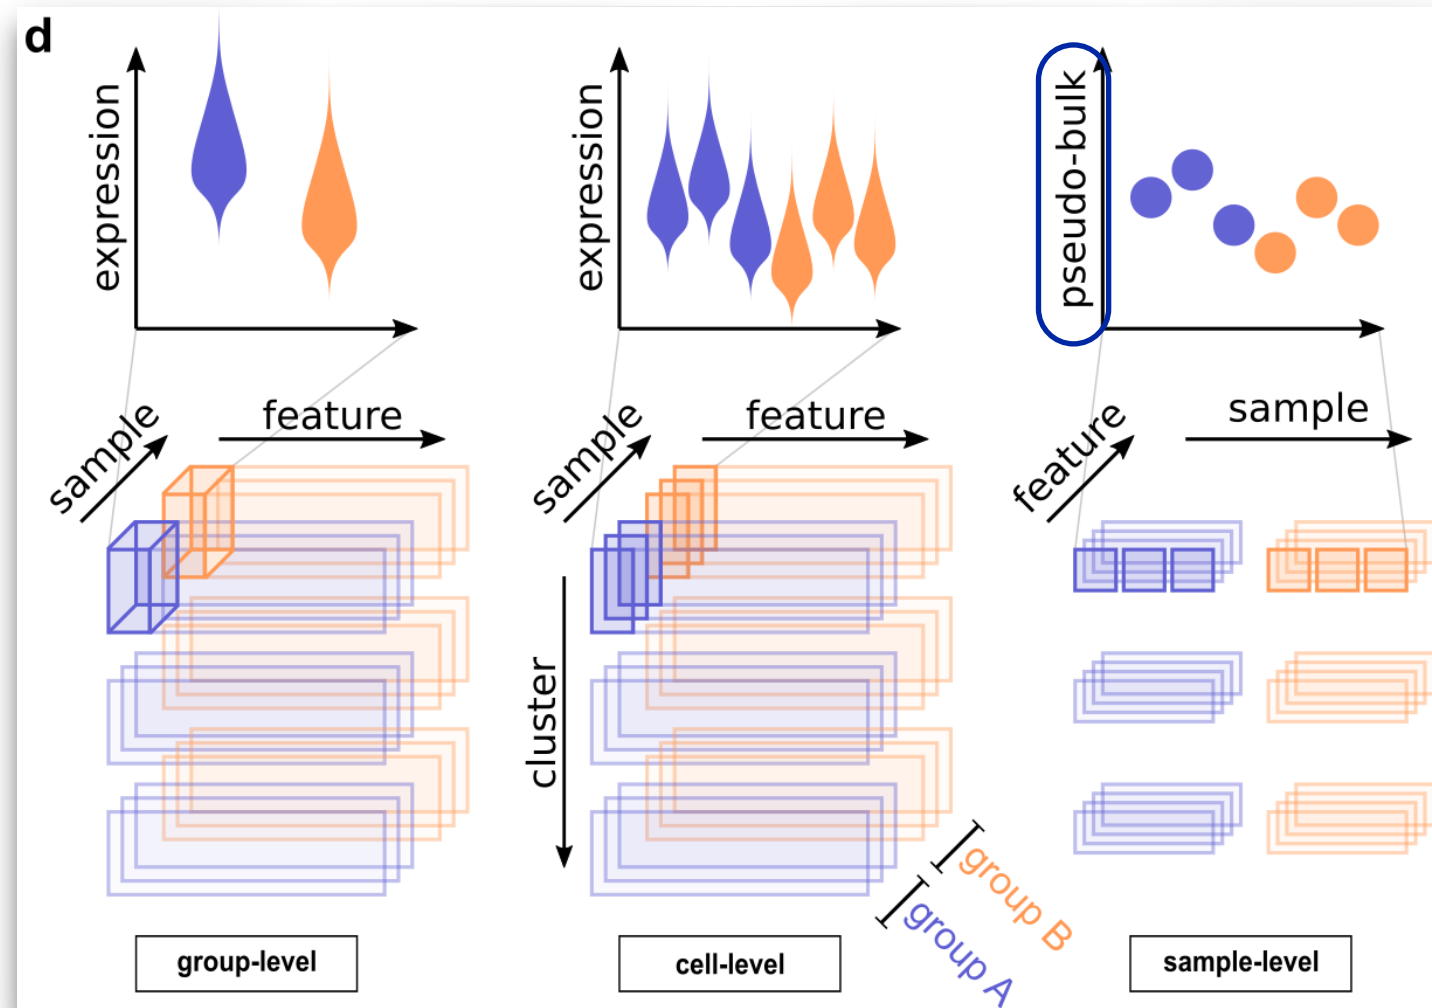 d
expression
expression
pseudo-bulk
sample
feature
sample
feature
feature
sample
cluster
group B
group A
group-level
cell-level
sample-level